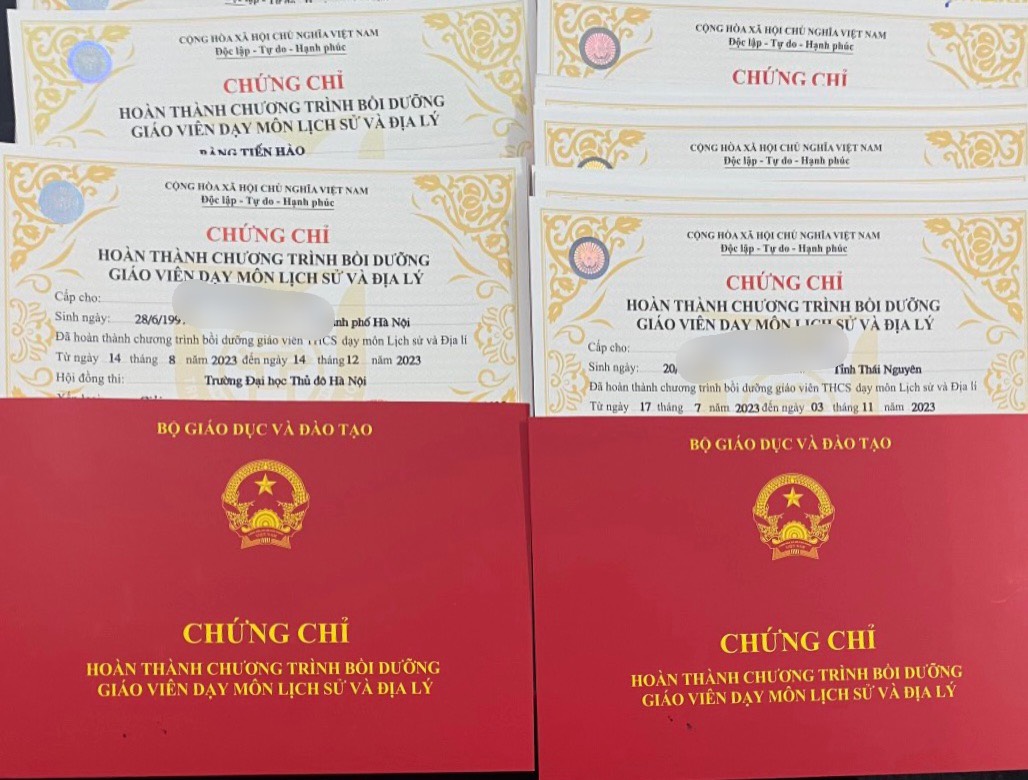 CỘNG HÒA XÃ HỘI CHỦ NGHĨA VIỆT NAM
Độc lập - Tự do - Hạnh phúc
CHỨNG CHỈ
HOÀN THÀNH CHƯƠNG TRÌNH BỒI DƯỠNG
GIÁO VIÊN DẠY MÔN LỊCH SỬ VÀ ĐỊA LÝ
ĐẶNG TIẾN HÀO
CỘNG HÒA XÃ HỘI CHỦ NGHĨA VIỆT NAM
Độc lập - Tự do - Hạnh phúc
CHỨNG CHỈ
HOÀN THÀNH CHƯƠNG TRÌNH BỒI DƯỠNG
GIÁO VIÊN DẠY MÔN LỊCH SỬ VÀ ĐỊA LÝ
Cấp cho:
Sinh ngày: 28/6/199 nh phố Hà Nội
Đã hoàn thành chương trình bồi dưỡng giáo viên THCS dạy môn Lịch sử và Địa lí
Từ ngày 14 tháng 8 năm 2023 đến ngày 14 tháng 12 năm 2023
Hội đồng thi: Trường Đại học Thủ đô Hà Nội
BỘ GIÁO DỤC VÀ ĐÀO TẠO
VIỆT NAM
CHỨNG CHỈ
HOÀN THÀNH CHƯƠNG TRÌNH BỒI DƯỠNG
GIÁO VIÊN DẠY MÔN LỊCH SỬ VÀ ĐỊA LÝ
CỘNG HÒA XÃ HỘI CHỦ NGHĨA VIỆT NAM
Độc lập - Tự do - Hạnh phúc
CHỨNG CHỈ
CỘNG HÒA XÃ HỘI CHỦ NGHĨA VIỆT NAM
Độc lập - Tự do - Hạnh phúc
CỘNG HÒA XÃ HỘI CHỦ NGHĨA VIỆT NAM
Độc lập - Tự do - Hạnh phúc
CHỨNG CHỈ
HOÀN THÀNH CHƯƠNG TRÌNH BỒI DƯỠNG
GIÁO VIÊN DẠY MÔN LỊCH SỬ VÀ ĐỊA LÝ
Cấp cho:
Sinh ngày: 20/ Tỉnh Thái Nguyên
Đã hoàn thành chương trình bồi dưỡng giáo viên THCS dạy môn Lịch sử và Địa lí
Từ ngày 17 tháng 7 năm 2023 đến ngày 03 tháng 11 năm 2023
BỘ GIÁO DỤC VÀ ĐÀO TẠO
VIỆT NAM
CHỨNG CHỈ
HOÀN THÀNH CHƯƠNG TRÌNH BỒI DƯỠNG
GIÁO VIÊN DẠY MÔN LỊCH SỬ VÀ ĐỊA LÝ